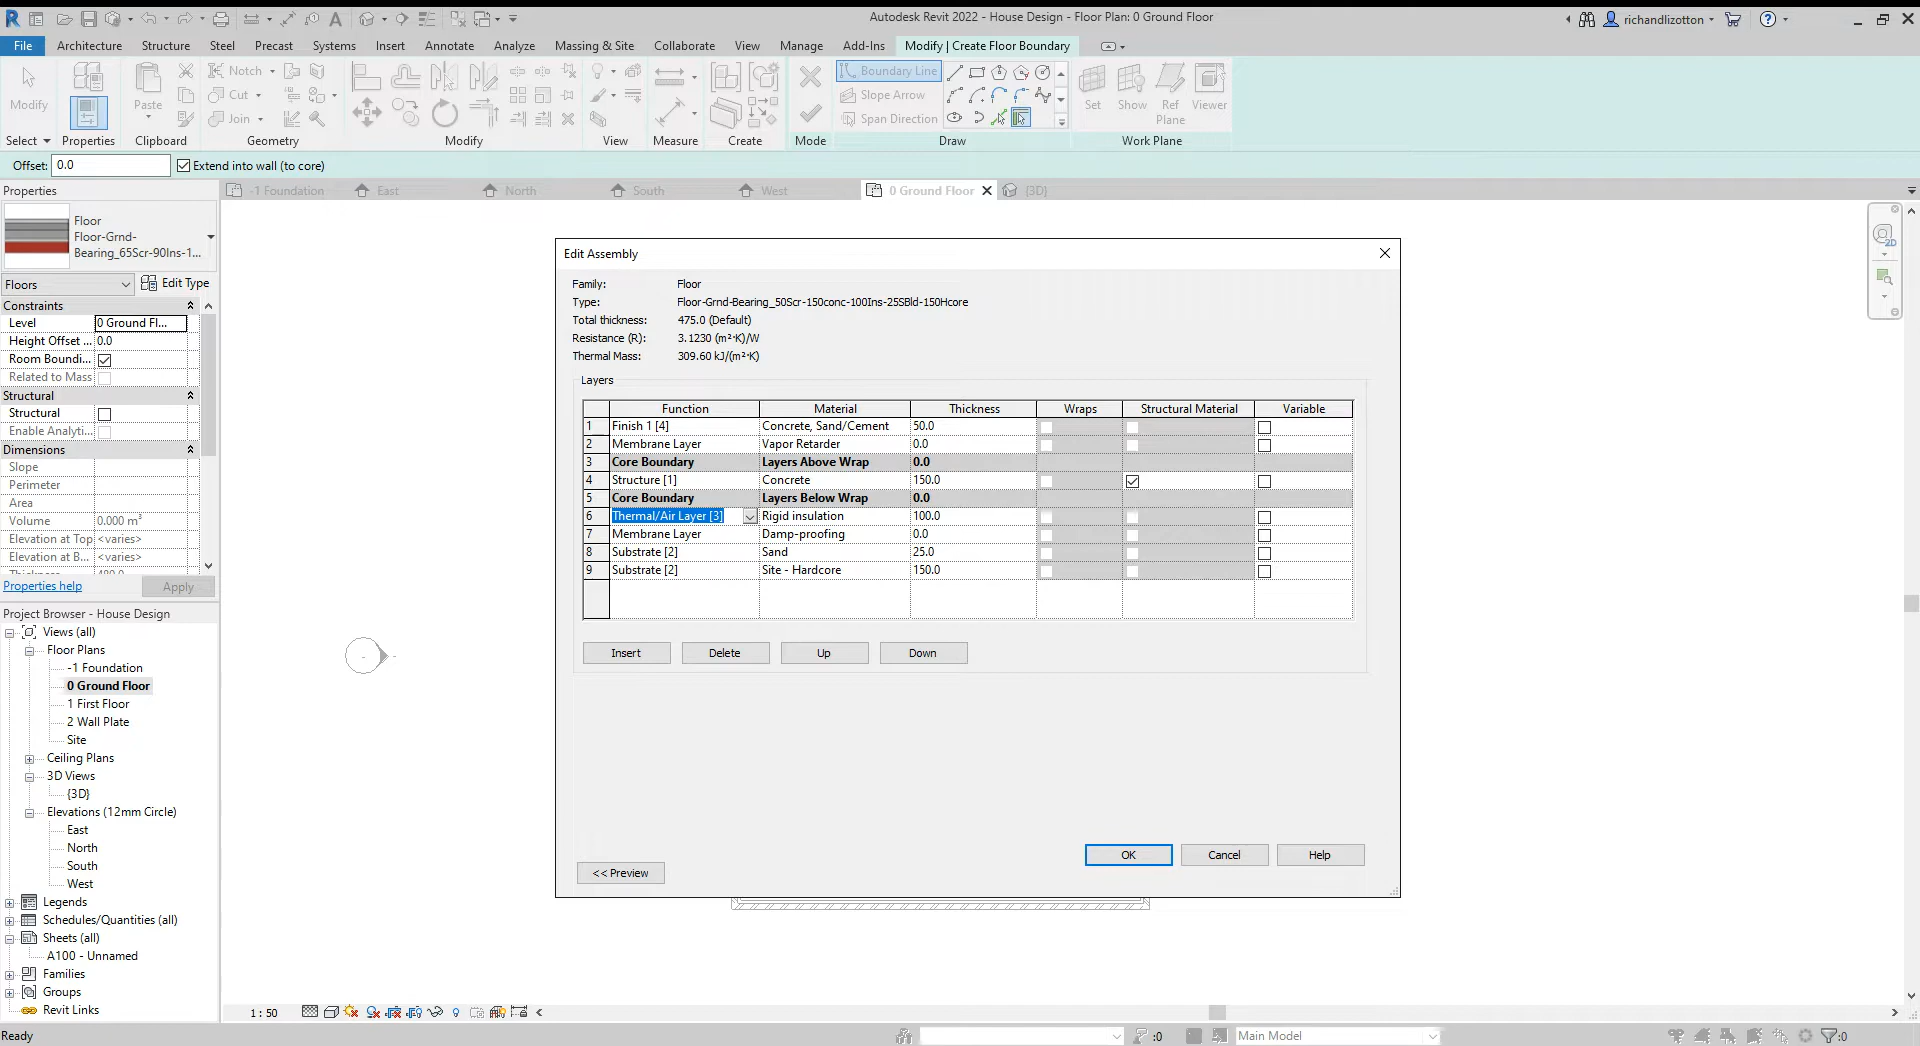 Autodesk Revit 2022 - House Design - Floor Plan: 0 Ground Floor
richandlizotton
File Architecture Structure Steel Precast Systems Insert Annotate Analyze Massing & Site Collaborate View Manage Add-Ins Modify | Create Floor Boundary
Notch
Cut
Join
Modify
Paste
Boundary Line
Slope Arrow
Span Direction
Set Show Ref Plane Viewer
Select Properties Clipboard Geometry Modify View Measure Create Mode Draw Work Plane
Offset: 0.0 Extend into wall (to core)
Properties
-1 Foundation East North South West 0 Ground Floor {3D}
Floor
Floor-Grnd-
Bearing_65Scr-90Ins-1...
Floors Edit Type
Constraints
Level 0 Ground Fl...
Height Offset ... 0.0
Room Boundi...
Related to Mass
Structural
Structural
Enable Analyti...
Dimensions
Slope
Perimeter
Area
Volume 0.000 m³
Elevation at Top <varies>
Elevation at B... <varies>
Properties help Apply
Project Browser - House Design
Views (all)
Floor Plans
-1 Foundation
0 Ground Floor
1 First Floor
2 Wall Plate
Site
Ceiling Plans
3D Views
{3D}
Elevations (12mm Circle)
East
North
South
West
Legends
Schedules/Quantities (all)
Sheets (all)
A100 - Unnamed
Families
Groups
Revit Links
Edit Assembly
Family: Floor
Type: Floor-Grnd-Bearing_50Scr-150conc-100Ins-25SBld-150Hcore
Total thickness: 475.0 (Default)
Resistance (R): 3.1230 (m²·K)/W
Thermal Mass: 309.60 kJ/(m²·K)
Layers
Function Material Thickness Wraps Structural Material Variable
1 Finish 1 [4] Concrete, Sand/Cement 50.0
2 Membrane Layer Vapor Retarder 0.0
3 Core Boundary Layers Above Wrap 0.0
4 Structure [1] Concrete 150.0
5 Core Boundary Layers Below Wrap 0.0
6 Thermal/Air Layer [3] Rigid insulation 100.0
7 Membrane Layer Damp-proofing 0.0
8 Substrate [2] Sand 25.0
9 Substrate [2] Site - Hardcore 150.0
Insert Delete Up Down
OK Cancel Help
<< Preview
2D
1 : 50
Ready
:0
Main Model
:0